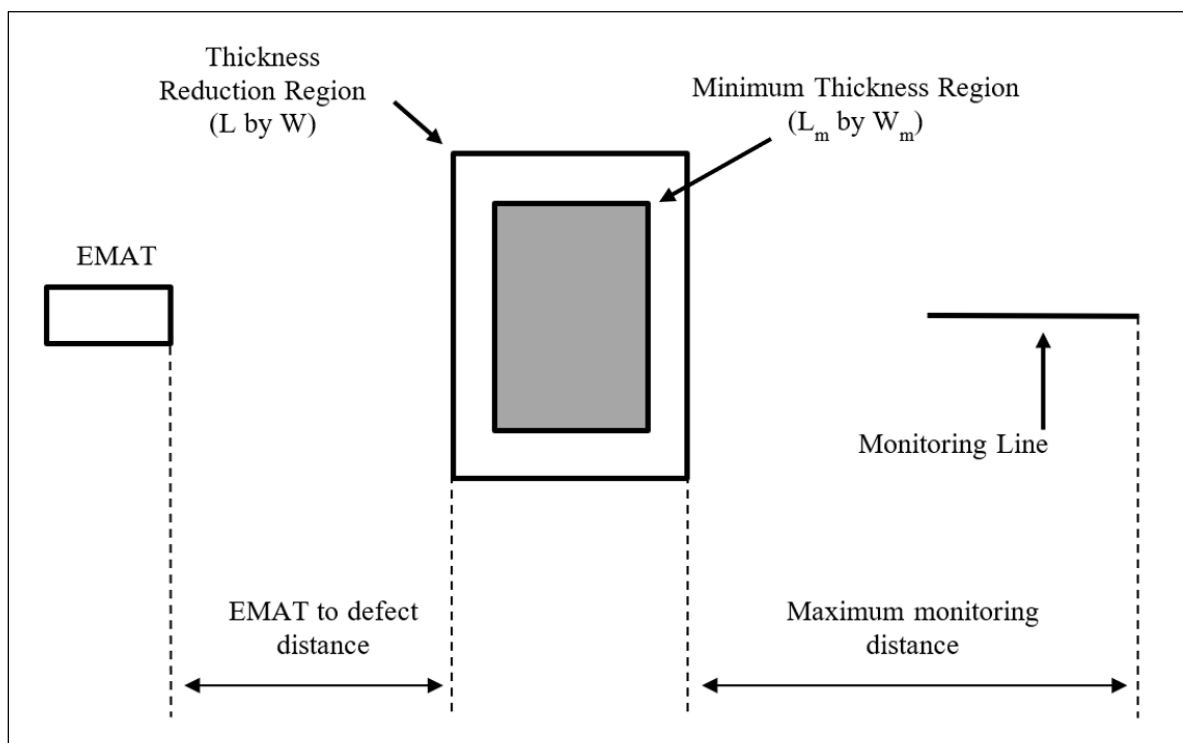 Thickness
Reduction Region
(L by W)
Minimum Thickness Region
(Lm by Wm)
EMAT
Monitoring Line
EMAT to defect
distance
Maximum monitoring
distance